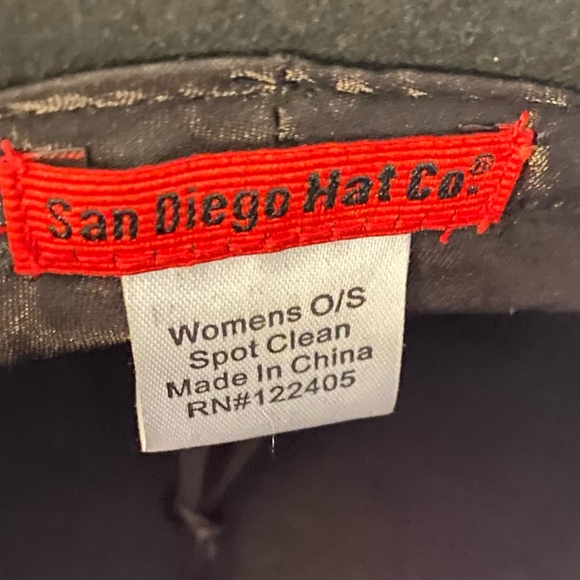 San Diego Hat Co.®
Womens O/S
Spot Clean
Made In China
RN#122405